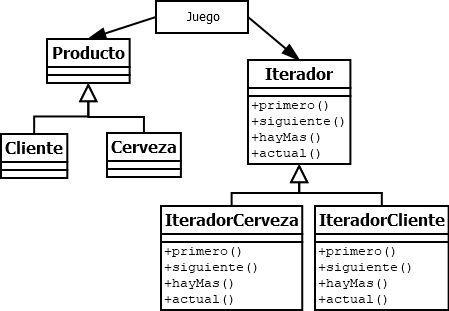 Juego
Producto
Iterador
+primero()
+siguiente()
+hayMas()
+actual()
Cliente
Cerveza
IteradorCerveza
+primero()
+siguiente()
+hayMas()
+actual()
IteradorCliente
+primero()
+siguiente()
+hayMas()
+actual()